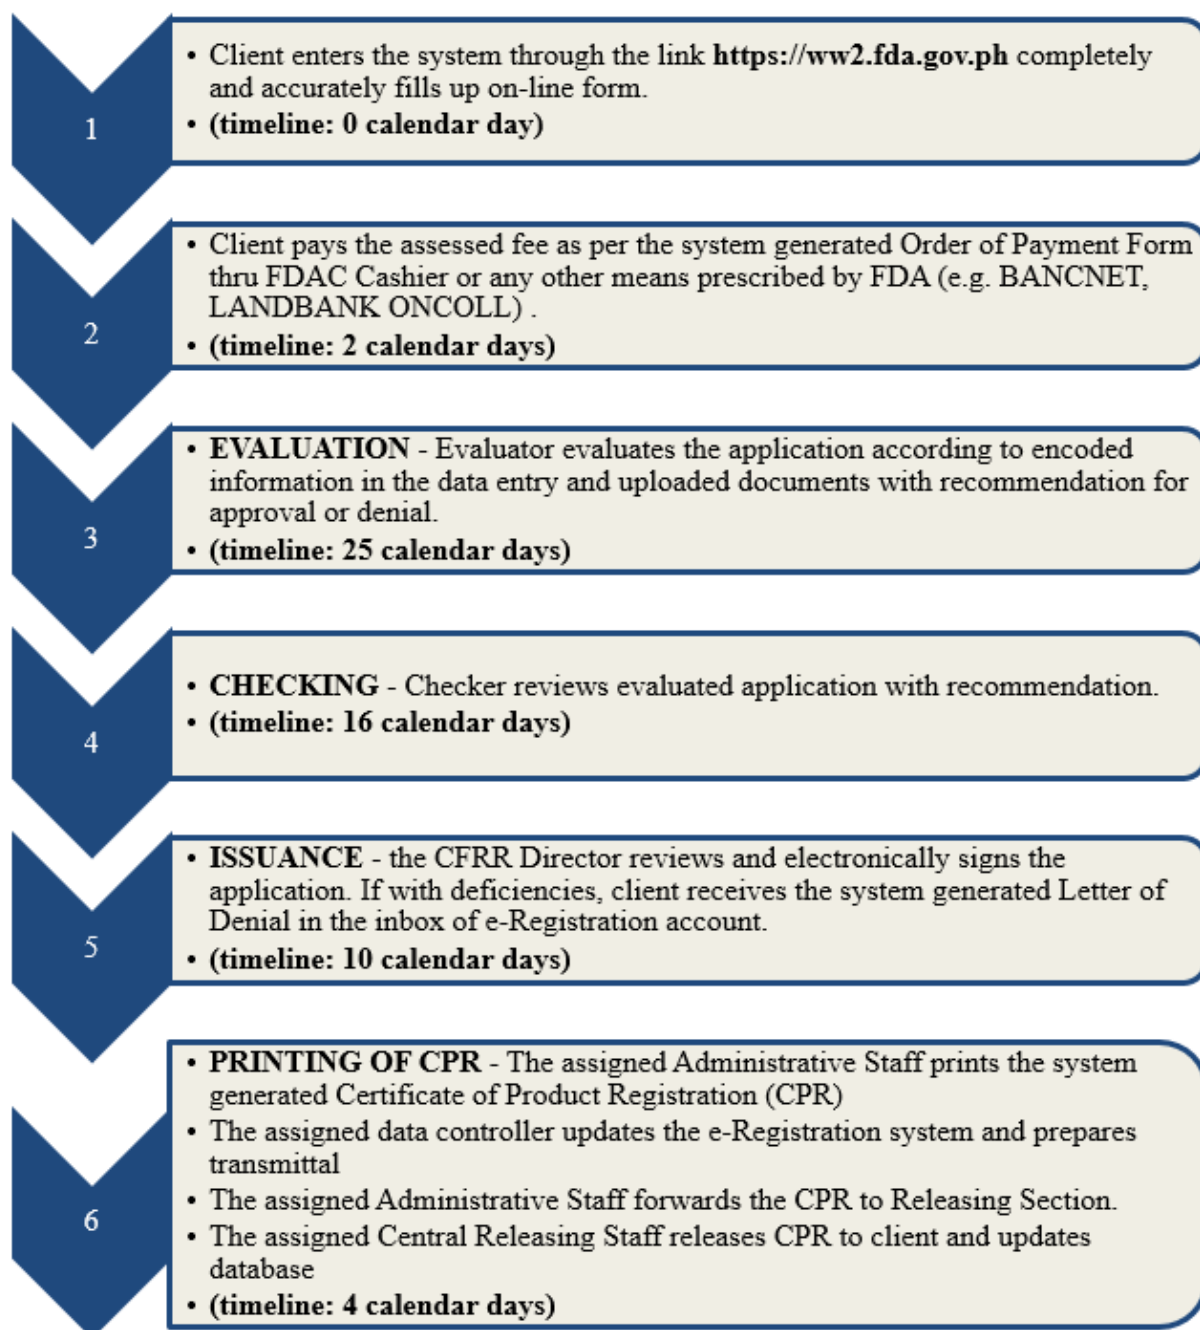 1
• Client enters the system through the link https://ww2.fda.gov.ph completely
and accurately fills up on-line form.
• (timeline: 0 calendar day)
2
• Client pays the assessed fee as per the system generated Order of Payment Form
thru FDAC Cashier or any other means prescribed by FDA (e.g. BANCNET,
LANDBANK ONCOLL) .
• (timeline: 2 calendar days)
3
• EVALUATION - Evaluator evaluates the application according to encoded
information in the data entry and uploaded documents with recommendation for
approval or denial.
• (timeline: 25 calendar days)
4
• CHECKING - Checker reviews evaluated application with recommendation.
• (timeline: 16 calendar days)
5
• ISSUANCE - the CFRR Director reviews and electronically signs the
application. If with deficiencies, client receives the system generated Letter of
Denial in the inbox of e-Registration account.
• (timeline: 10 calendar days)
6
• PRINTING OF CPR - The assigned Administrative Staff prints the system
generated Certificate of Product Registration (CPR)
• The assigned data controller updates the e-Registration system and prepares
transmittal
• The assigned Administrative Staff forwards the CPR to Releasing Section.
• The assigned Central Releasing Staff releases CPR to client and updates
database
• (timeline: 4 calendar days)